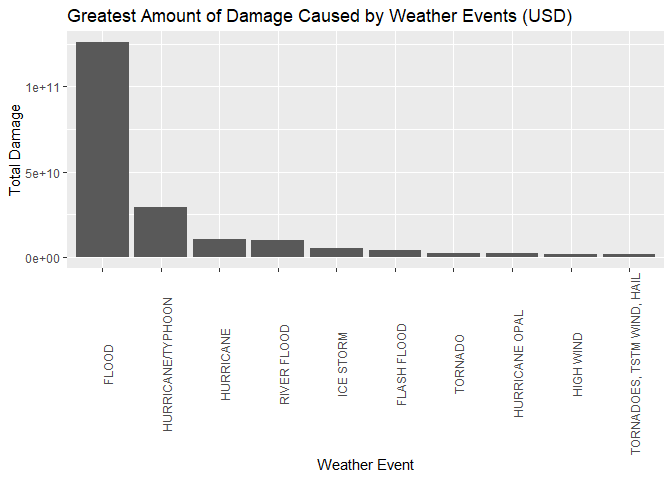 Greatest Amount of Damage Caused by Weather Events (USD)
Total Damage
1e+11
5e+10
0e+00
FLOOD
HURRICANE/TYPHOON
HURRICANE
RIVER FLOOD
ICE STORM
FLASH FLOOD
TORNADO
HURRICANE OPAL
HIGH WIND
TORNADOES, TSTM WIND, HAIL
Weather Event